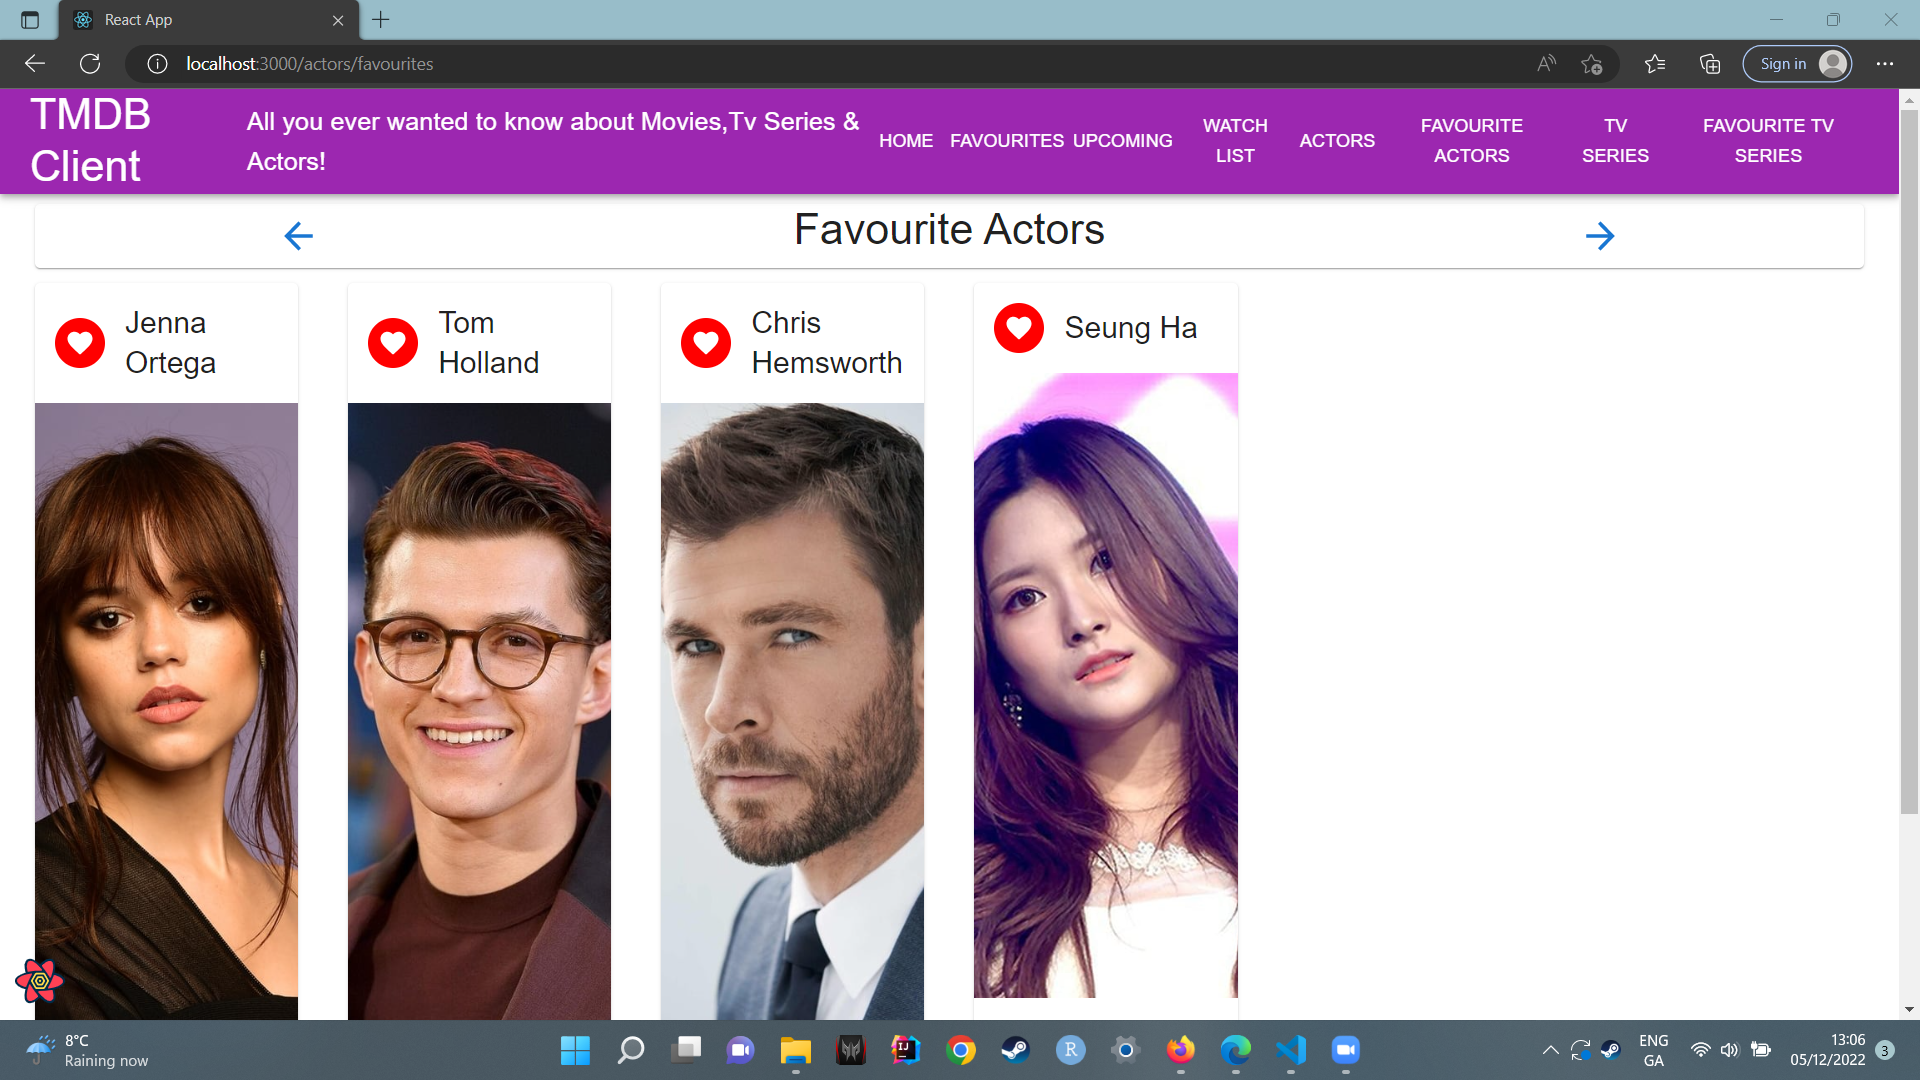 React App
localhost:3000/actors/favourites
Sign in
TMDB
Client
All you ever wanted to know about Movies,Tv Series &
Actors!
HOME
FAVOURITES
UPCOMING
WATCH
LIST
ACTORS
FAVOURITE
ACTORS
TV
SERIES
FAVOURITE TV
SERIES
Favourite Actors
Jenna
Ortega
Tom
Holland
Chris
Hemsworth
Seung Ha
8°C
Raining now
IJ
R
ENG
GA
13:06
05/12/2022
3